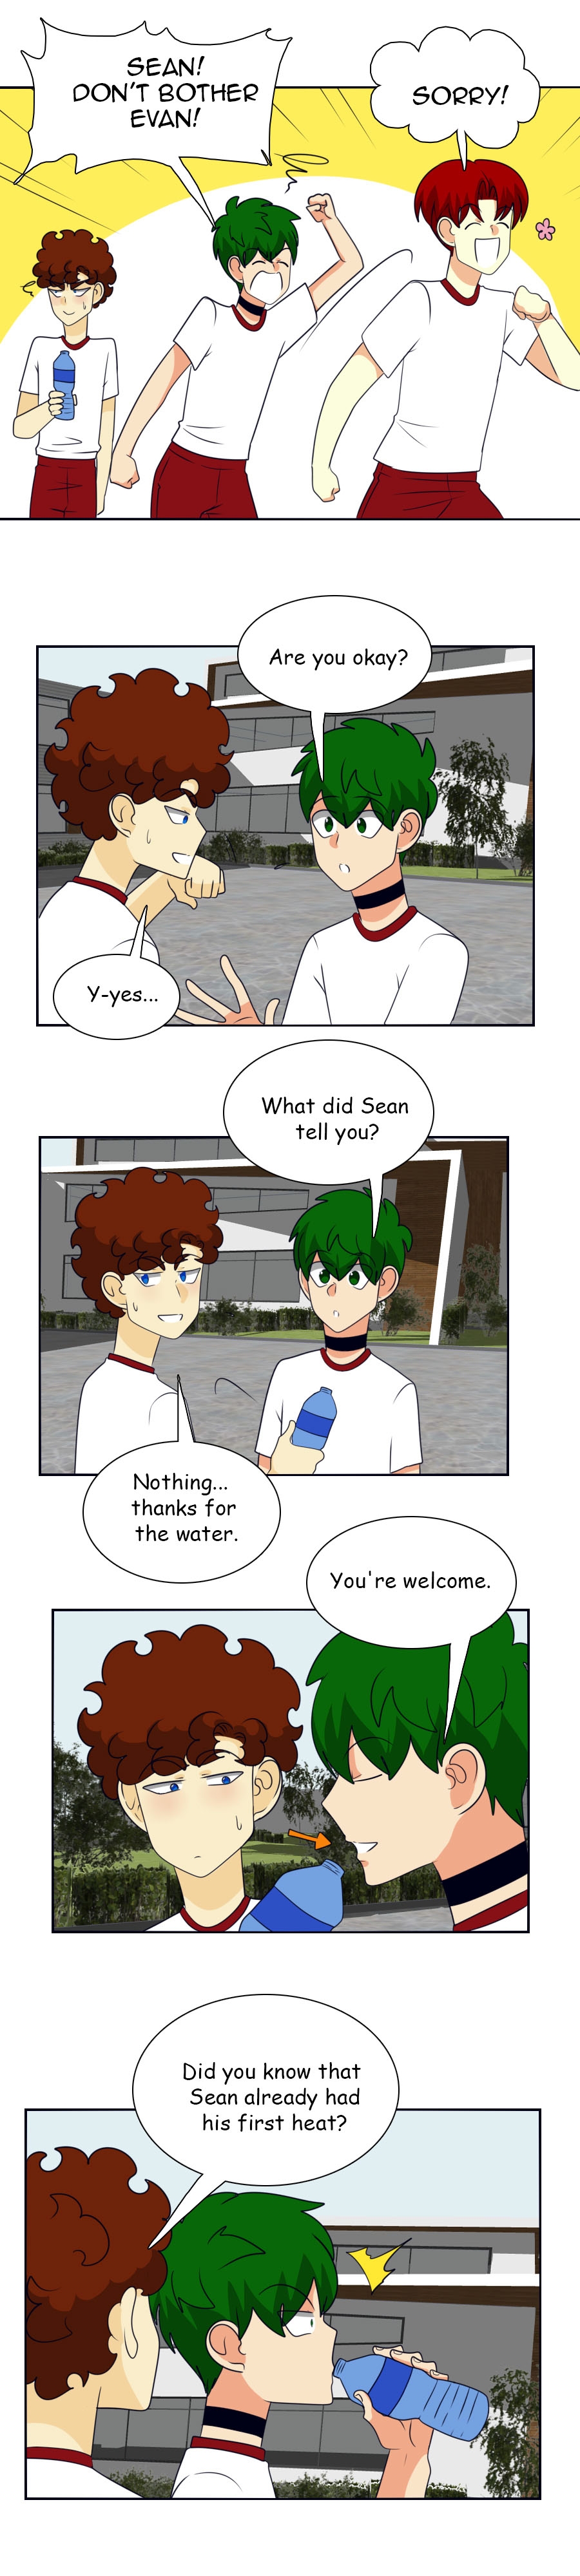 SEAN!
DON'T BOTHER
EVAN!
SORRY!
Are you okay?
Y-yes...
What did Sean
tell you?
Nothing...
thanks for
the water.
You're welcome.
Did you know that
Sean already had
his first heat?